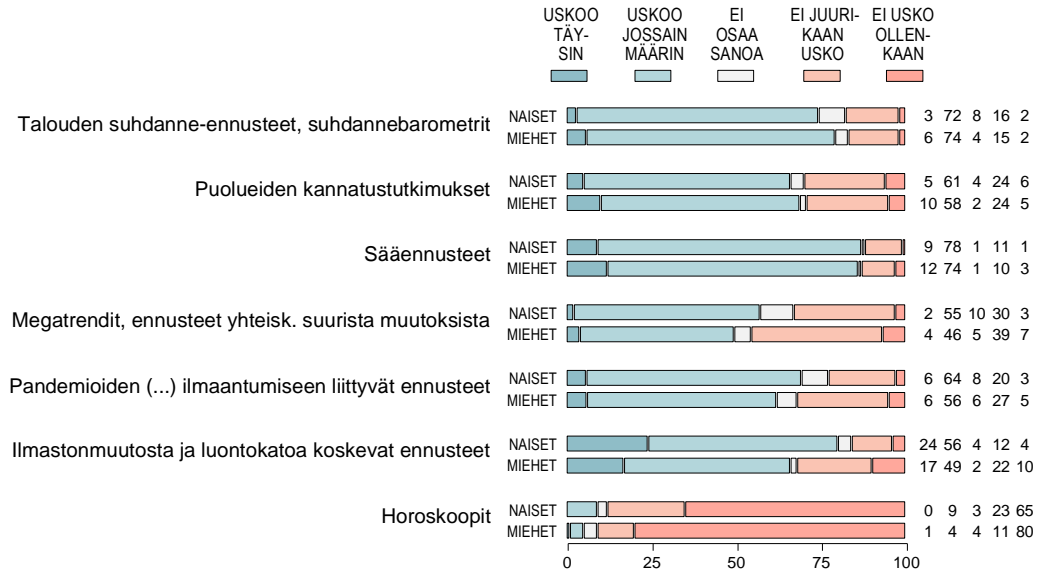 USKOO USKOO EI EI JUURI- EI USKO
TÄY- JOSSAIN OSAA KAAN OLLEN-
SIN MÄÄRIN SANOA USKO KAAN
Talouden suhdanne-ennusteet, suhdannebarometrit
NAISET 3 72 8 16 2
MIEHET 6 74 4 15 2
Puolueiden kannatustutkimukset
NAISET 5 61 4 24 6
MIEHET 10 58 2 24 5
Sääennusteet
NAISET 9 78 1 11 1
MIEHET 12 74 1 10 3
Megatrendit, ennusteet yhteisk. suurista muutoksista
NAISET 2 55 10 30 3
MIEHET 4 46 5 39 7
Pandemioiden (...) ilmaantumiseen liittyvät ennusteet
NAISET 6 64 8 20 3
MIEHET 6 56 6 27 5
Ilmastonmuutosta ja luontokatoa koskevat ennusteet
NAISET 24 56 4 12 4
MIEHET 17 49 2 22 10
Horoskoopit
NAISET 0 9 3 23 65
MIEHET 1 4 4 11 80
0 25 50 75 100